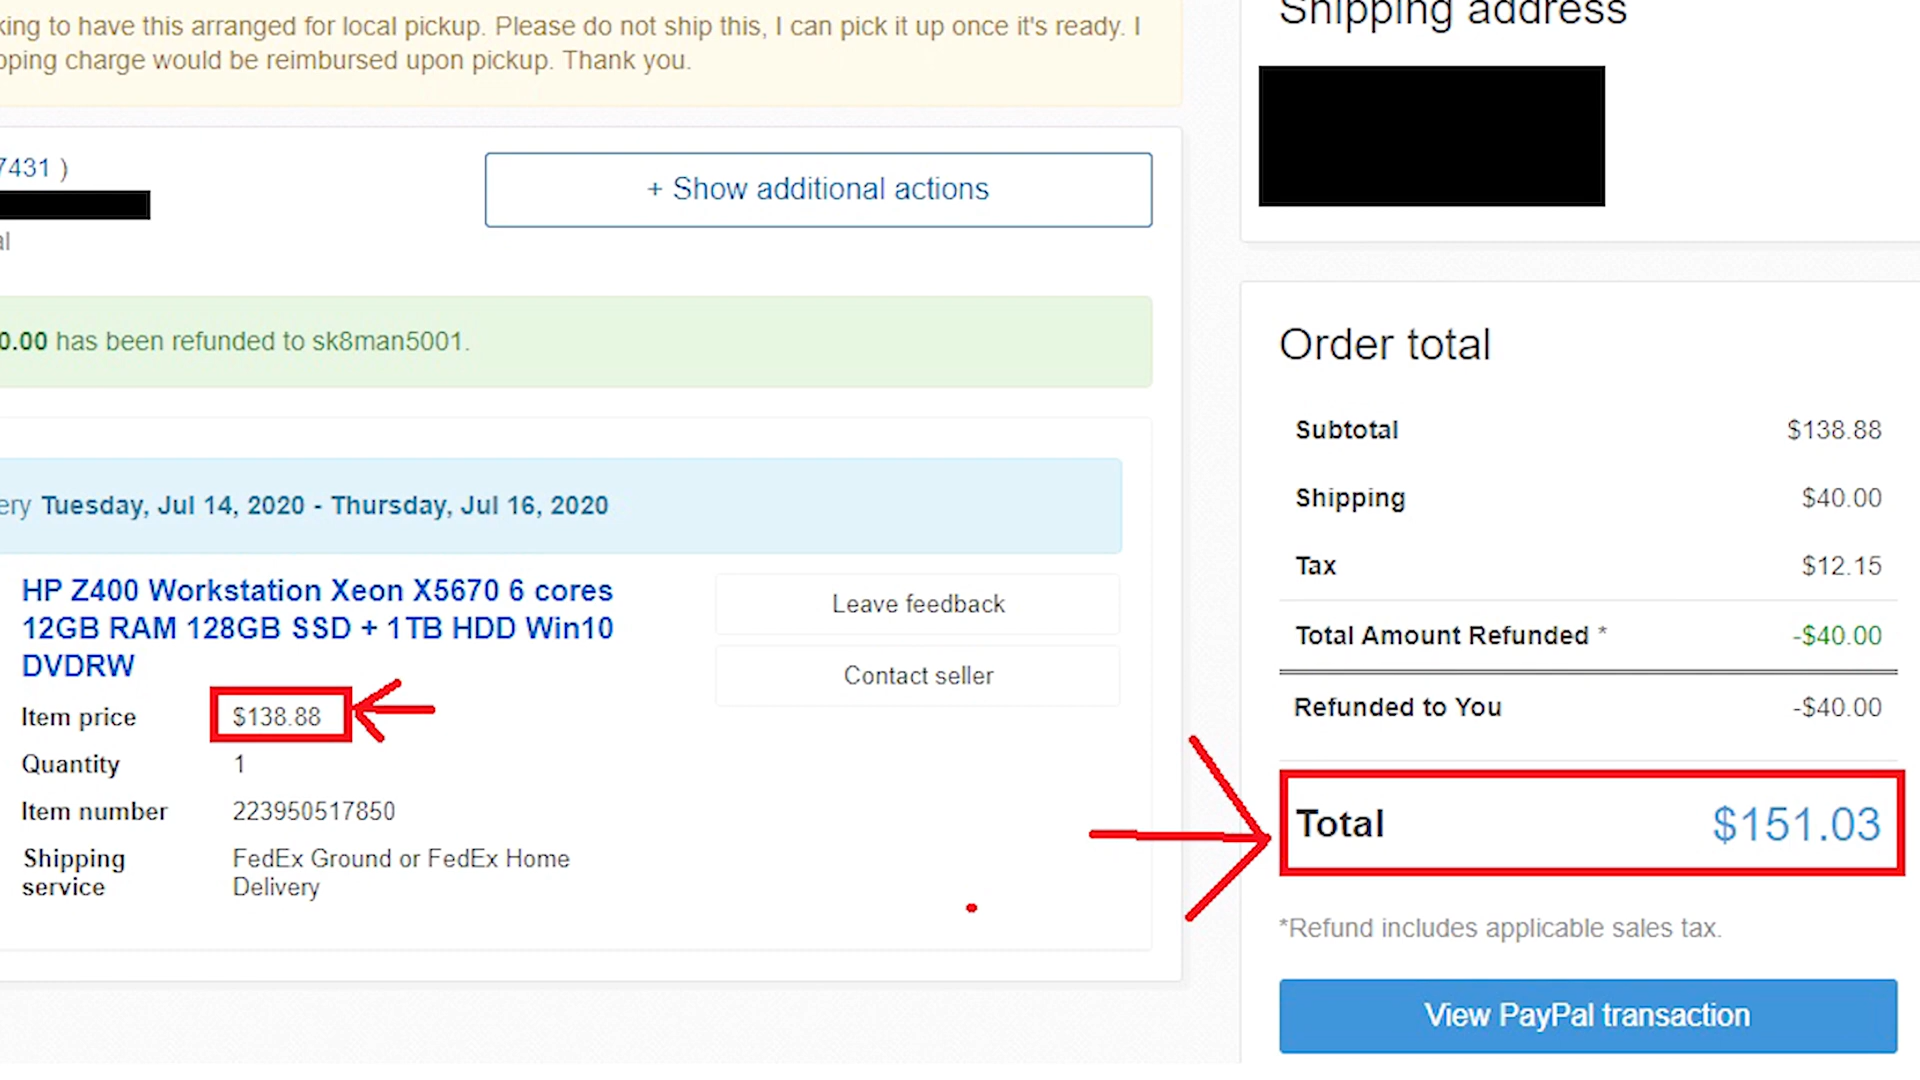 king to have this arranged for local pickup. Please do not ship this, I can pick it up once it's ready. I
pping charge would be reimbursed upon pickup. Thank you.
7431 )
+ Show additional actions
al
0.00 has been refunded to sk8man5001.
ery Tuesday, Jul 14, 2020 - Thursday, Jul 16, 2020
HP Z400 Workstation Xeon X5670 6 cores
12GB RAM 128GB SSD + 1TB HDD Win10
DVDRW
Leave feedback
Contact seller
Item price $138.88
Quantity 1
Item number 223950517850
Shipping service FedEx Ground or FedEx Home
Delivery
Shipping address
Order total
Subtotal $138.88
Shipping $40.00
Tax $12.15
Total Amount Refunded * -$40.00
Refunded to You -$40.00
Total $151.03
*Refund includes applicable sales tax.
View PayPal transaction